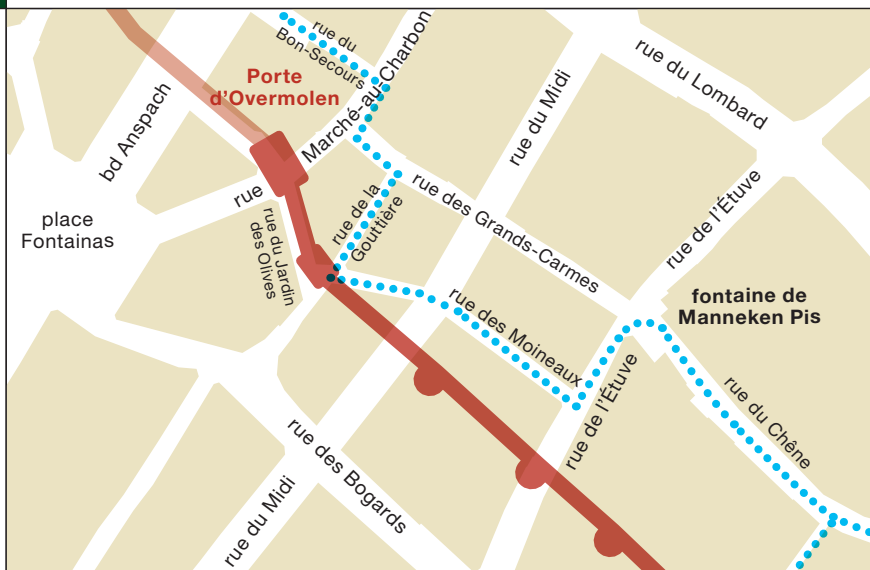 rue du
Bon-Secours
Porte
d’Overmolen
bd Anspach
rue
Marché-au-Charbon
rue du Midi
rue du Lombard
place
Fontainas
rue du Jardin
des Olives
rue de la
Gouttière
rue des Grands-Carmes
rue de l’Étuve
fontaine de
Manneken Pis
rue des Moineaux
rue de l’Étuve
rue du Chêne
rue des Bogards
rue du Midi